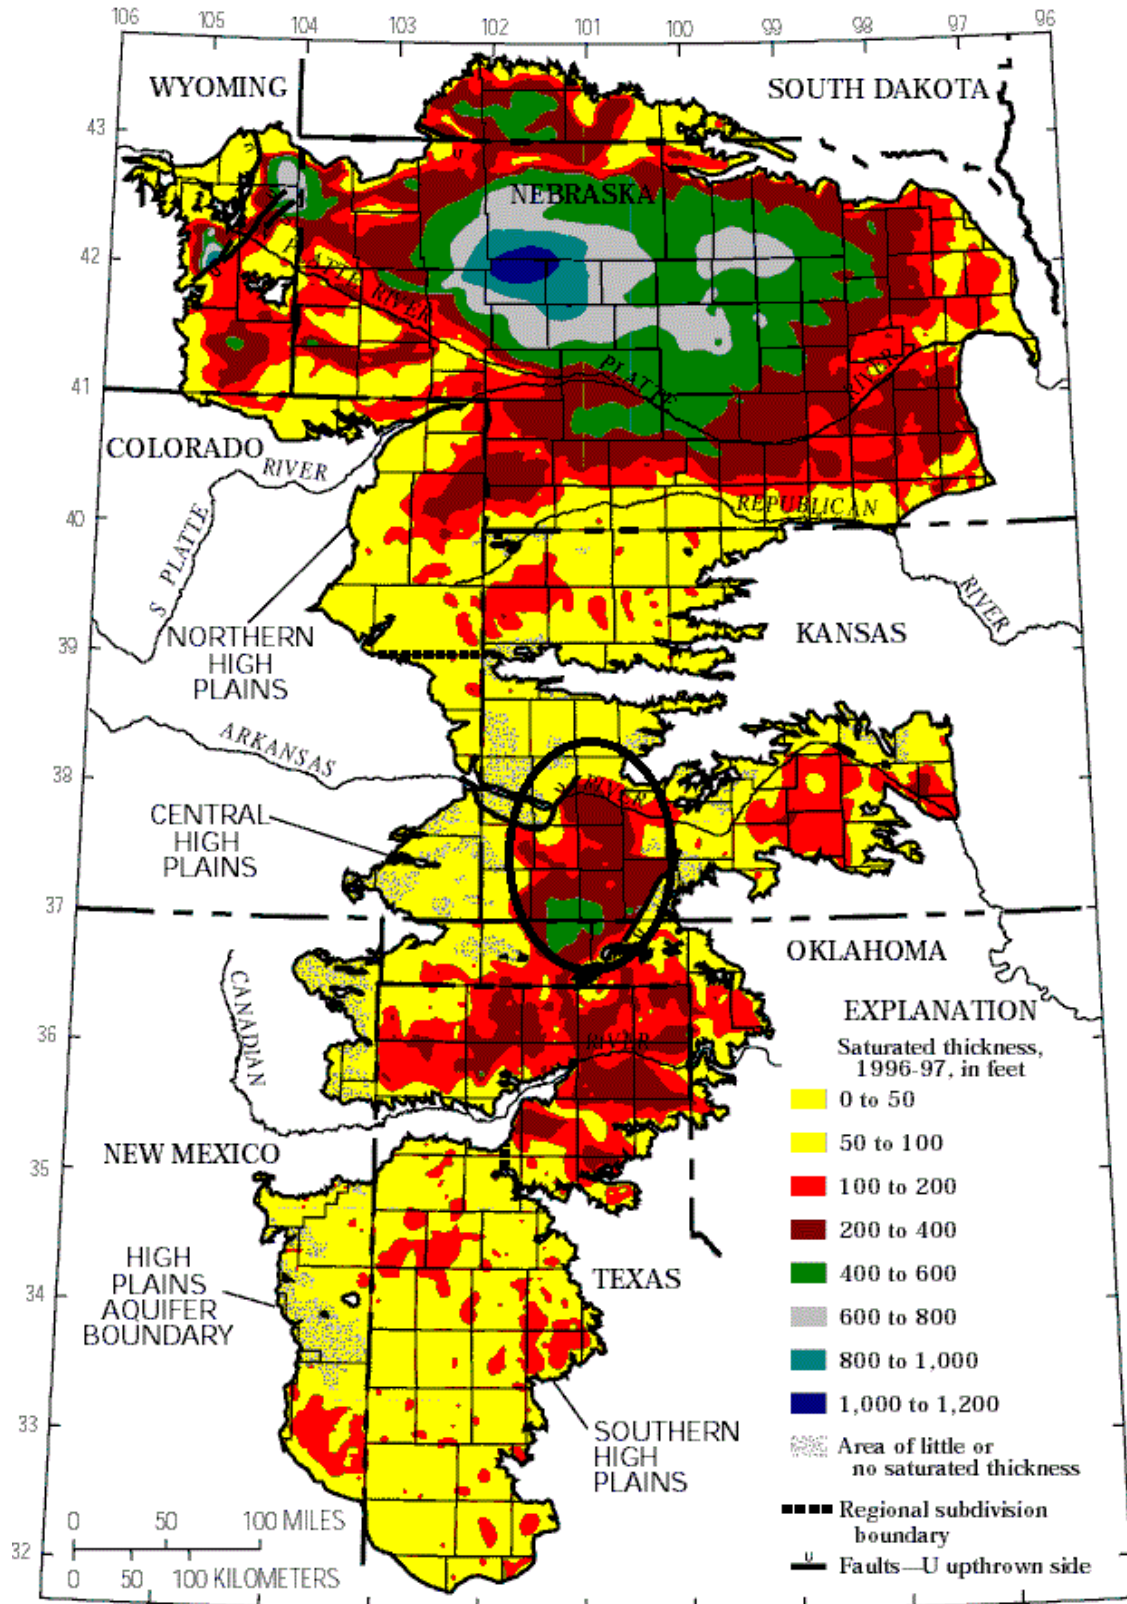 106 105 104 103 102 101 100 99 98 97 96
WYOMING
SOUTH DAKOTA
43
NEBRASKA
42
N PLATTE RIVER
PLATTE
RIVER
41
COLORADO
RIVER
S PLATTE
REPUBLICAN
40
RIVER
KANSAS
NORTHERN
HIGH
PLAINS
39
ARKANSAS
RIVER
38
CENTRAL
HIGH
PLAINS
37
OKLAHOMA
CANADIAN
RIVER
36
EXPLANATION
Saturated thickness,
1996-97, in feet
0 to 50
50 to 100
100 to 200
200 to 400
400 to 600
600 to 800
800 to 1,000
1,000 to 1,200
Area of little or
no saturated thickness
Regional subdivision
boundary
U
Faults—U upthrown side
NEW MEXICO
35
HIGH
PLAINS
AQUIFER
BOUNDARY
TEXAS
34
33
SOUTHERN
HIGH
PLAINS
0 50 100 MILES
32
0 50 100 KILOMETERS